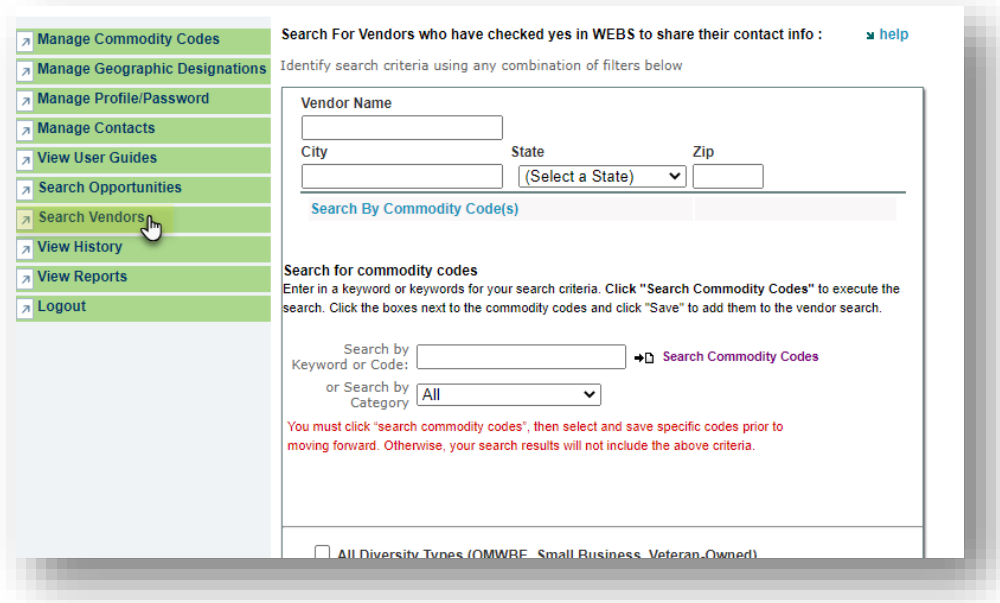 Manage Commodity Codes
Manage Geographic Designations
Manage Profile/Password
Manage Contacts
View User Guides
Search Opportunities
Search Vendors
View History
View Reports
Logout
Search For Vendors who have checked yes in WEBS to share their contact info :
help
Identify search criteria using any combination of filters below
Vendor Name
City State Zip
(Select a State)
Search By Commodity Code(s)
Search for commodity codes
Enter in a keyword or keywords for your search criteria. Click "Search Commodity Codes" to execute the
search. Click the boxes next to the commodity codes and click "Save" to add them to the vendor search.
Search by
Keyword or Code:
Search Commodity Codes
or Search by
Category
All
You must click “search commodity codes”, then select and save specific codes prior to
moving forward. Otherwise, your search results will not include the above criteria.
All Diversity Types (OMWBE, Small Business, Veteran-Owned)